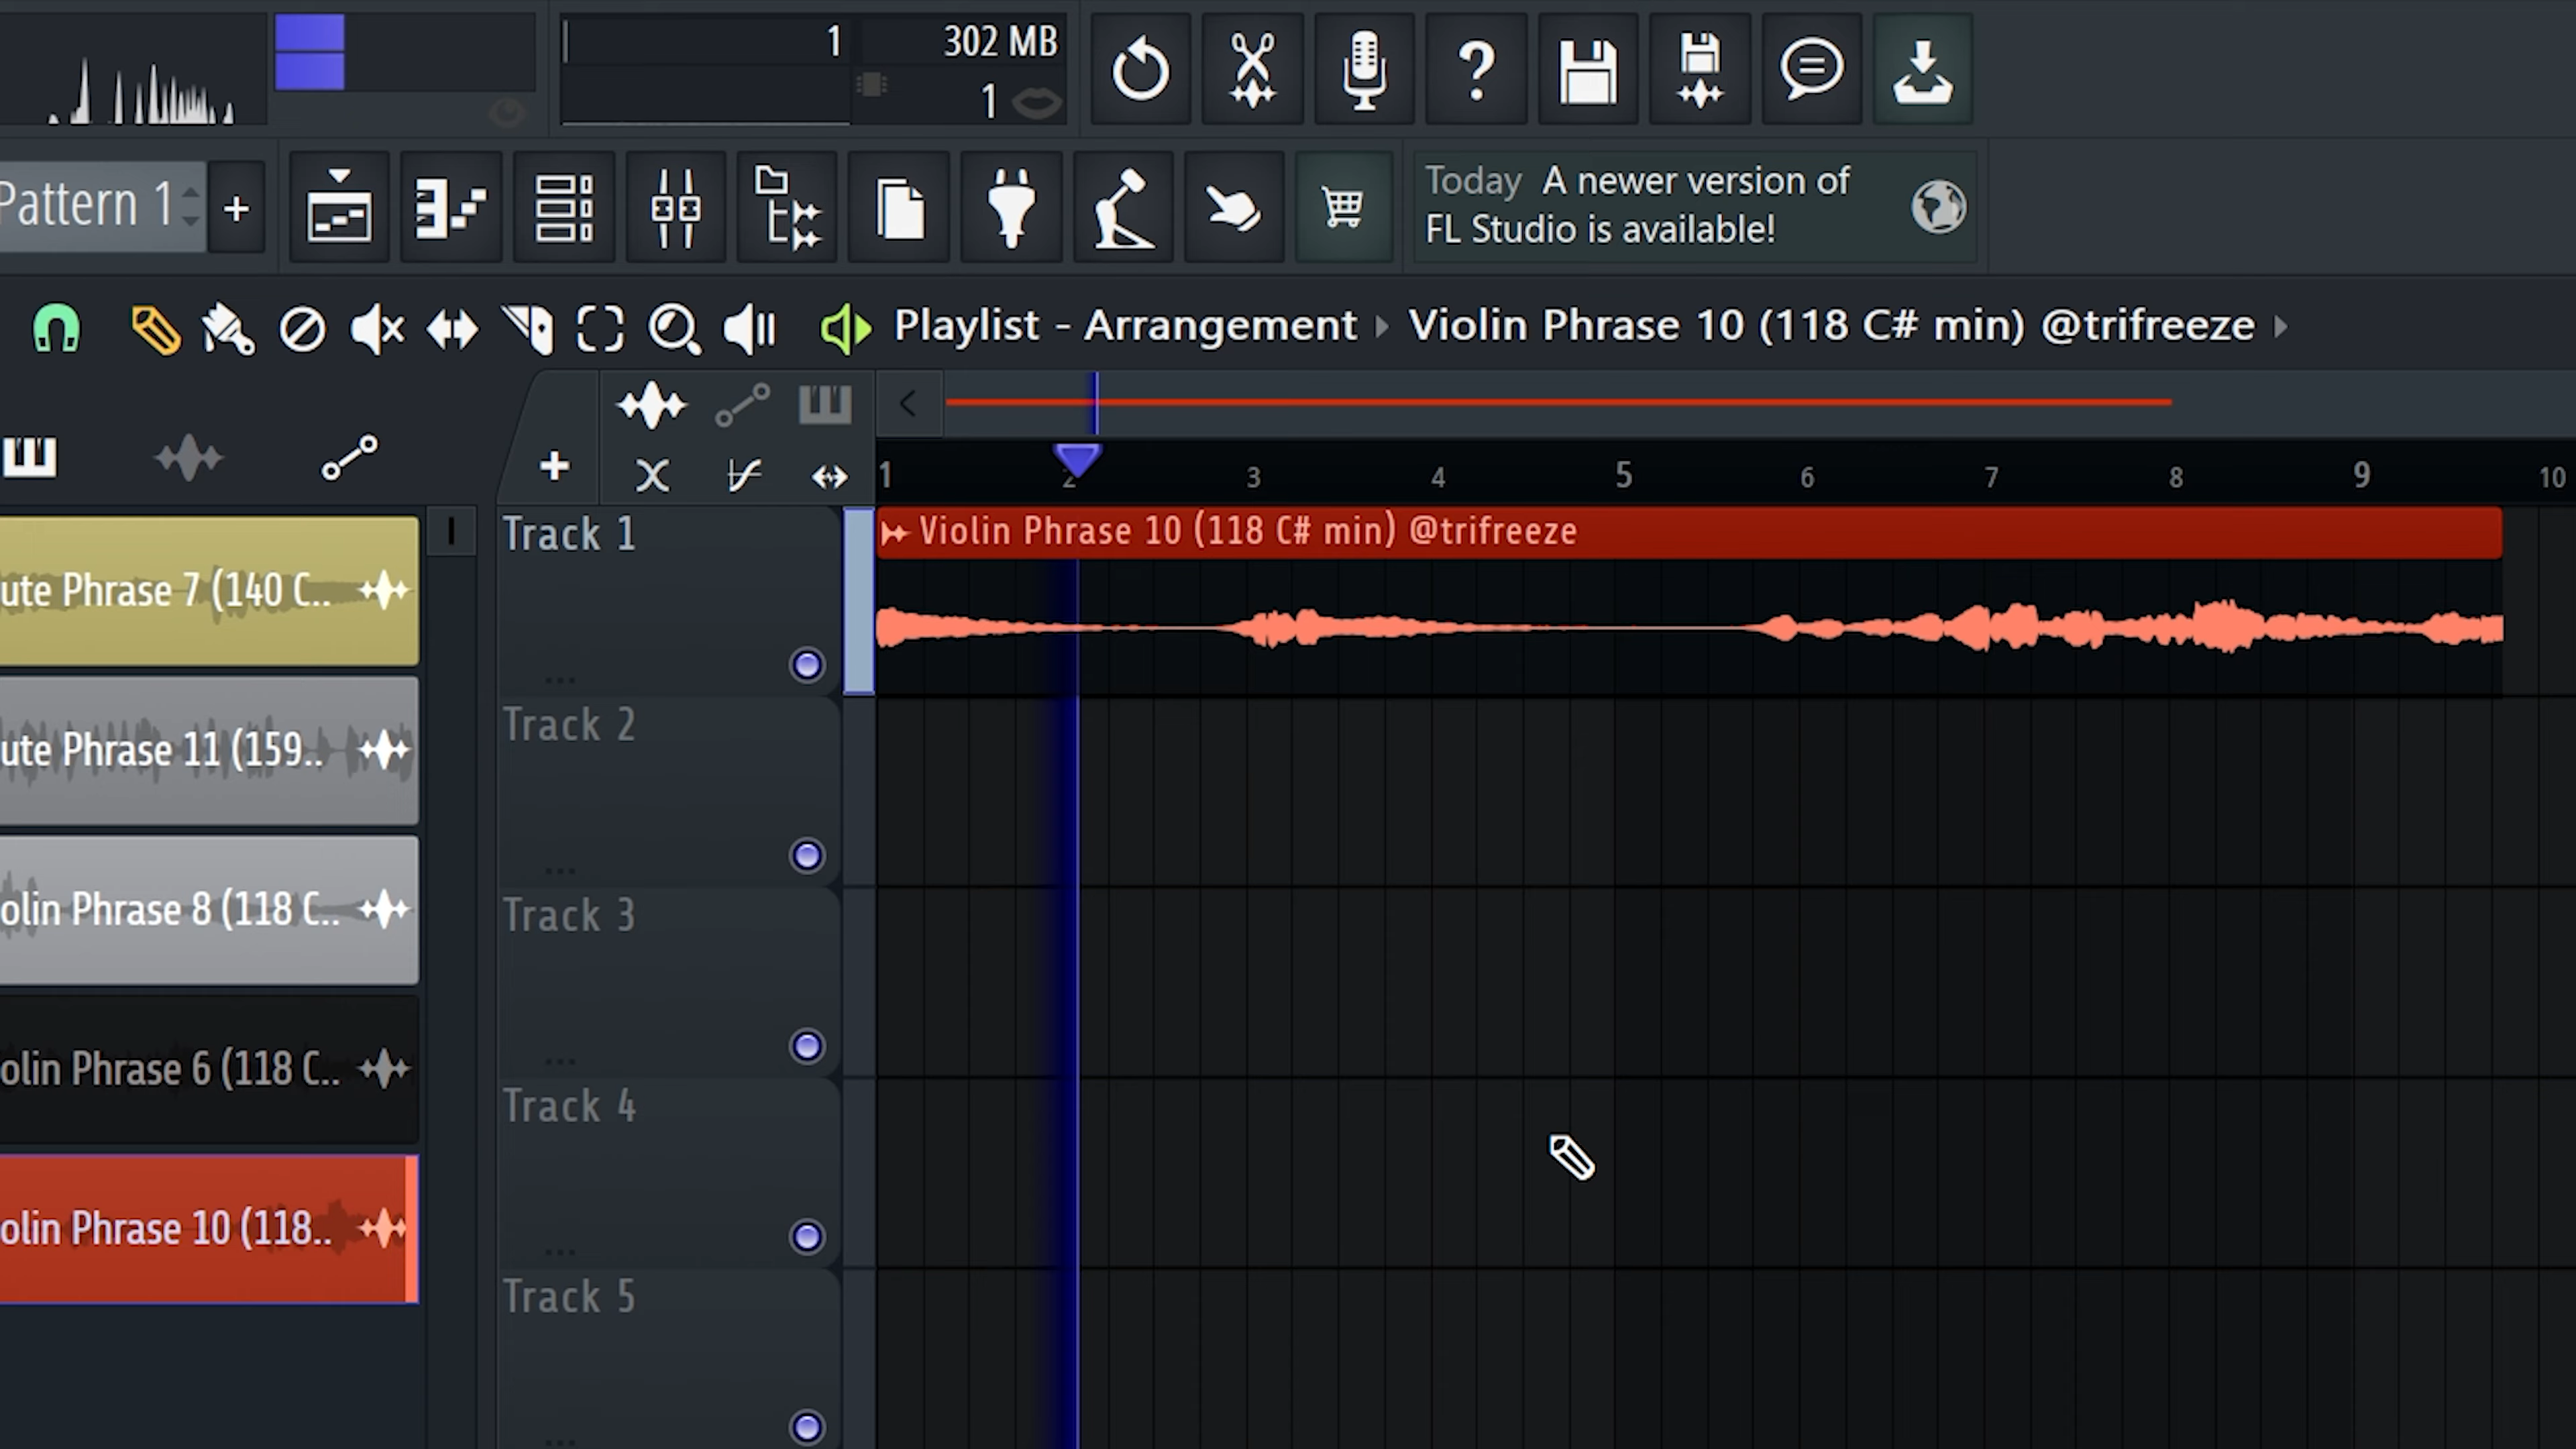 1
302 MB
1
Pattern 1
+
Today A newer version of
FL Studio is available!
Playlist - Arrangement ▸ Violin Phrase 10 (118 C# min) @trifreeze ▸
1 2 3 4 5 6 7 8 9 10
Track 1
Violin Phrase 10 (118 C# min) @trifreeze
ute Phrase 7 (140 C..
Track 2
ute Phrase 11 (159..
Track 3
olin Phrase 8 (118 C..
olin Phrase 6 (118 C..
Track 4
olin Phrase 10 (118..
Track 5